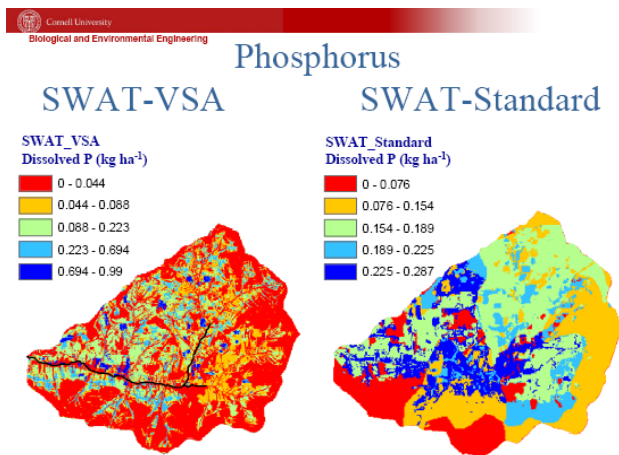 Cornell University
Biological and Environmental Engineering
Phosphorus
SWAT-VSA
SWAT-Standard
SWAT_VSA
Dissolved P (kg ha⁻¹)
0 - 0.044
0.044 - 0.088
0.088 - 0.223
0.223 - 0.694
0.694 - 0.99
SWAT_Standard
Dissolved P (kg ha⁻¹)
0 - 0.076
0.076 - 0.154
0.154 - 0.189
0.189 - 0.225
0.225 - 0.287